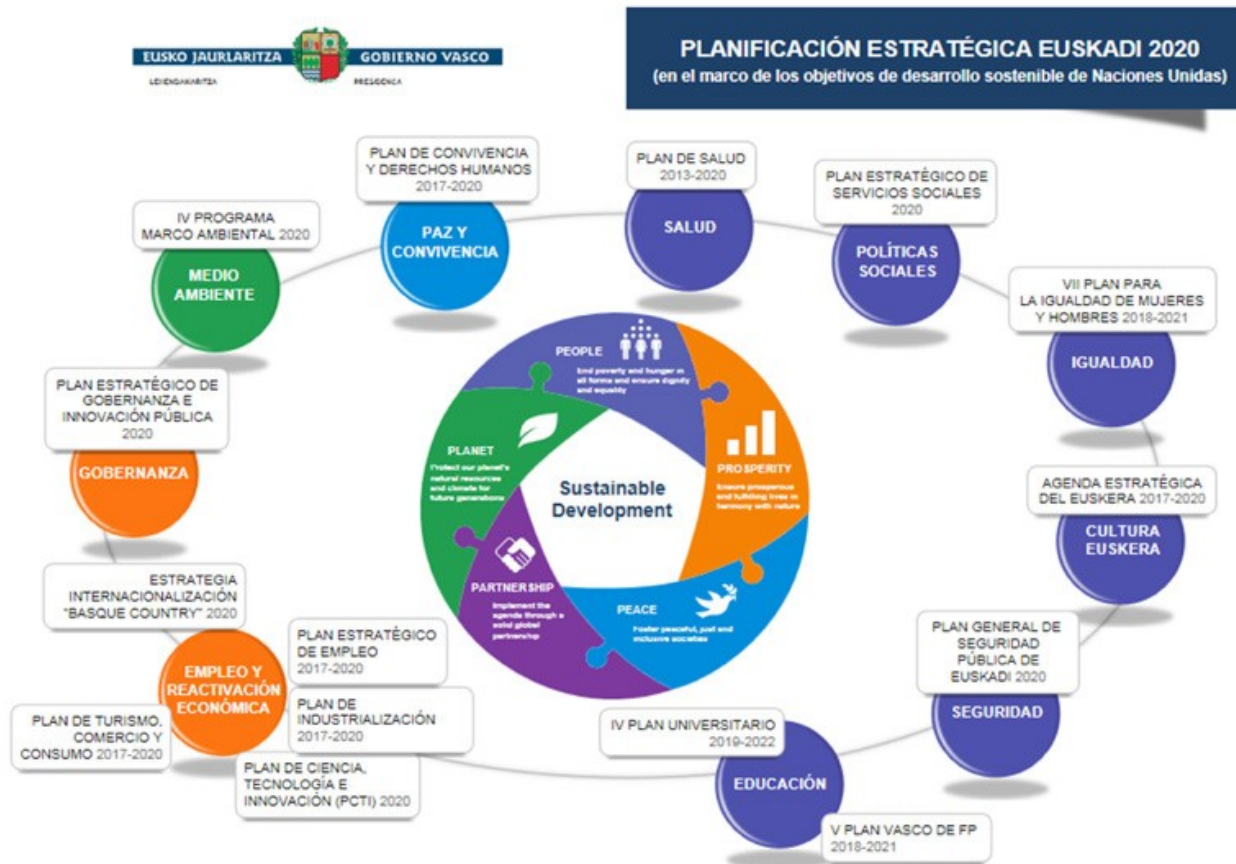 EUSKO JAURLARITZA
GOBIERNO VASCO
LEHENDAKARITZA
PRESIDENCIA
PLANIFICACIÓN ESTRATÉGICA EUSKADI 2020
(en el marco de los objetivos de desarrollo sostenible de Naciones Unidas)
PLAN DE CONVIVENCIA
Y DERECHOS HUMANOS
2017-2020
PAZ Y
CONVIVENCIA
PLAN DE SALUD
2013-2020
SALUD
PLAN ESTRATÉGICO DE
SERVICIOS SOCIALES
2020
POLÍTICAS
SOCIALES
IV PROGRAMA
MARCO AMBIENTAL 2020
MEDIO
AMBIENTE
VII PLAN PARA
LA IGUALDAD DE MUJERES
Y HOMBRES 2018-2021
IGUALDAD
PLAN ESTRATÉGICO DE
GOBERNANZA E
INNOVACIÓN PÚBLICA
2020
GOBERNANZA
PEOPLE
End poverty and hunger in
all forms and ensure dignity
and equality
PLANET
Protect our planet's
natural resources
and climate for
future generations
PROSPERITY
Ensure prosperous
and fulfilling lives in
harmony with nature
Sustainable
Development
PARTNERSHIP
Implement the
agenda through a
solid global
partnership
PEACE
Foster peaceful, just and
inclusive societies
AGENDA ESTRATÉGICA
DEL EUSKERA 2017-2020
CULTURA
EUSKERA
ESTRATEGIA
INTERNACIONALIZACIÓN
"BASQUE COUNTRY" 2020
PLAN ESTRATÉGICO
DE EMPLEO
2017-2020
EMPLEO Y
REACTIVACIÓN
ECONÓMICA
PLAN DE
INDUSTRIALIZACIÓN
2017-2020
PLAN DE TURISMO,
COMERCIO Y
CONSUMO 2017-2020
PLAN DE CIENCIA,
TECNOLOGÍA E
INNOVACIÓN (PCTI) 2020
PLAN GENERAL DE
SEGURIDAD
PÚBLICA DE
EUSKADI 2020
SEGURIDAD
IV PLAN UNIVERSITARIO
2019-2022
EDUCACIÓN
V PLAN VASCO DE FP
2018-2021